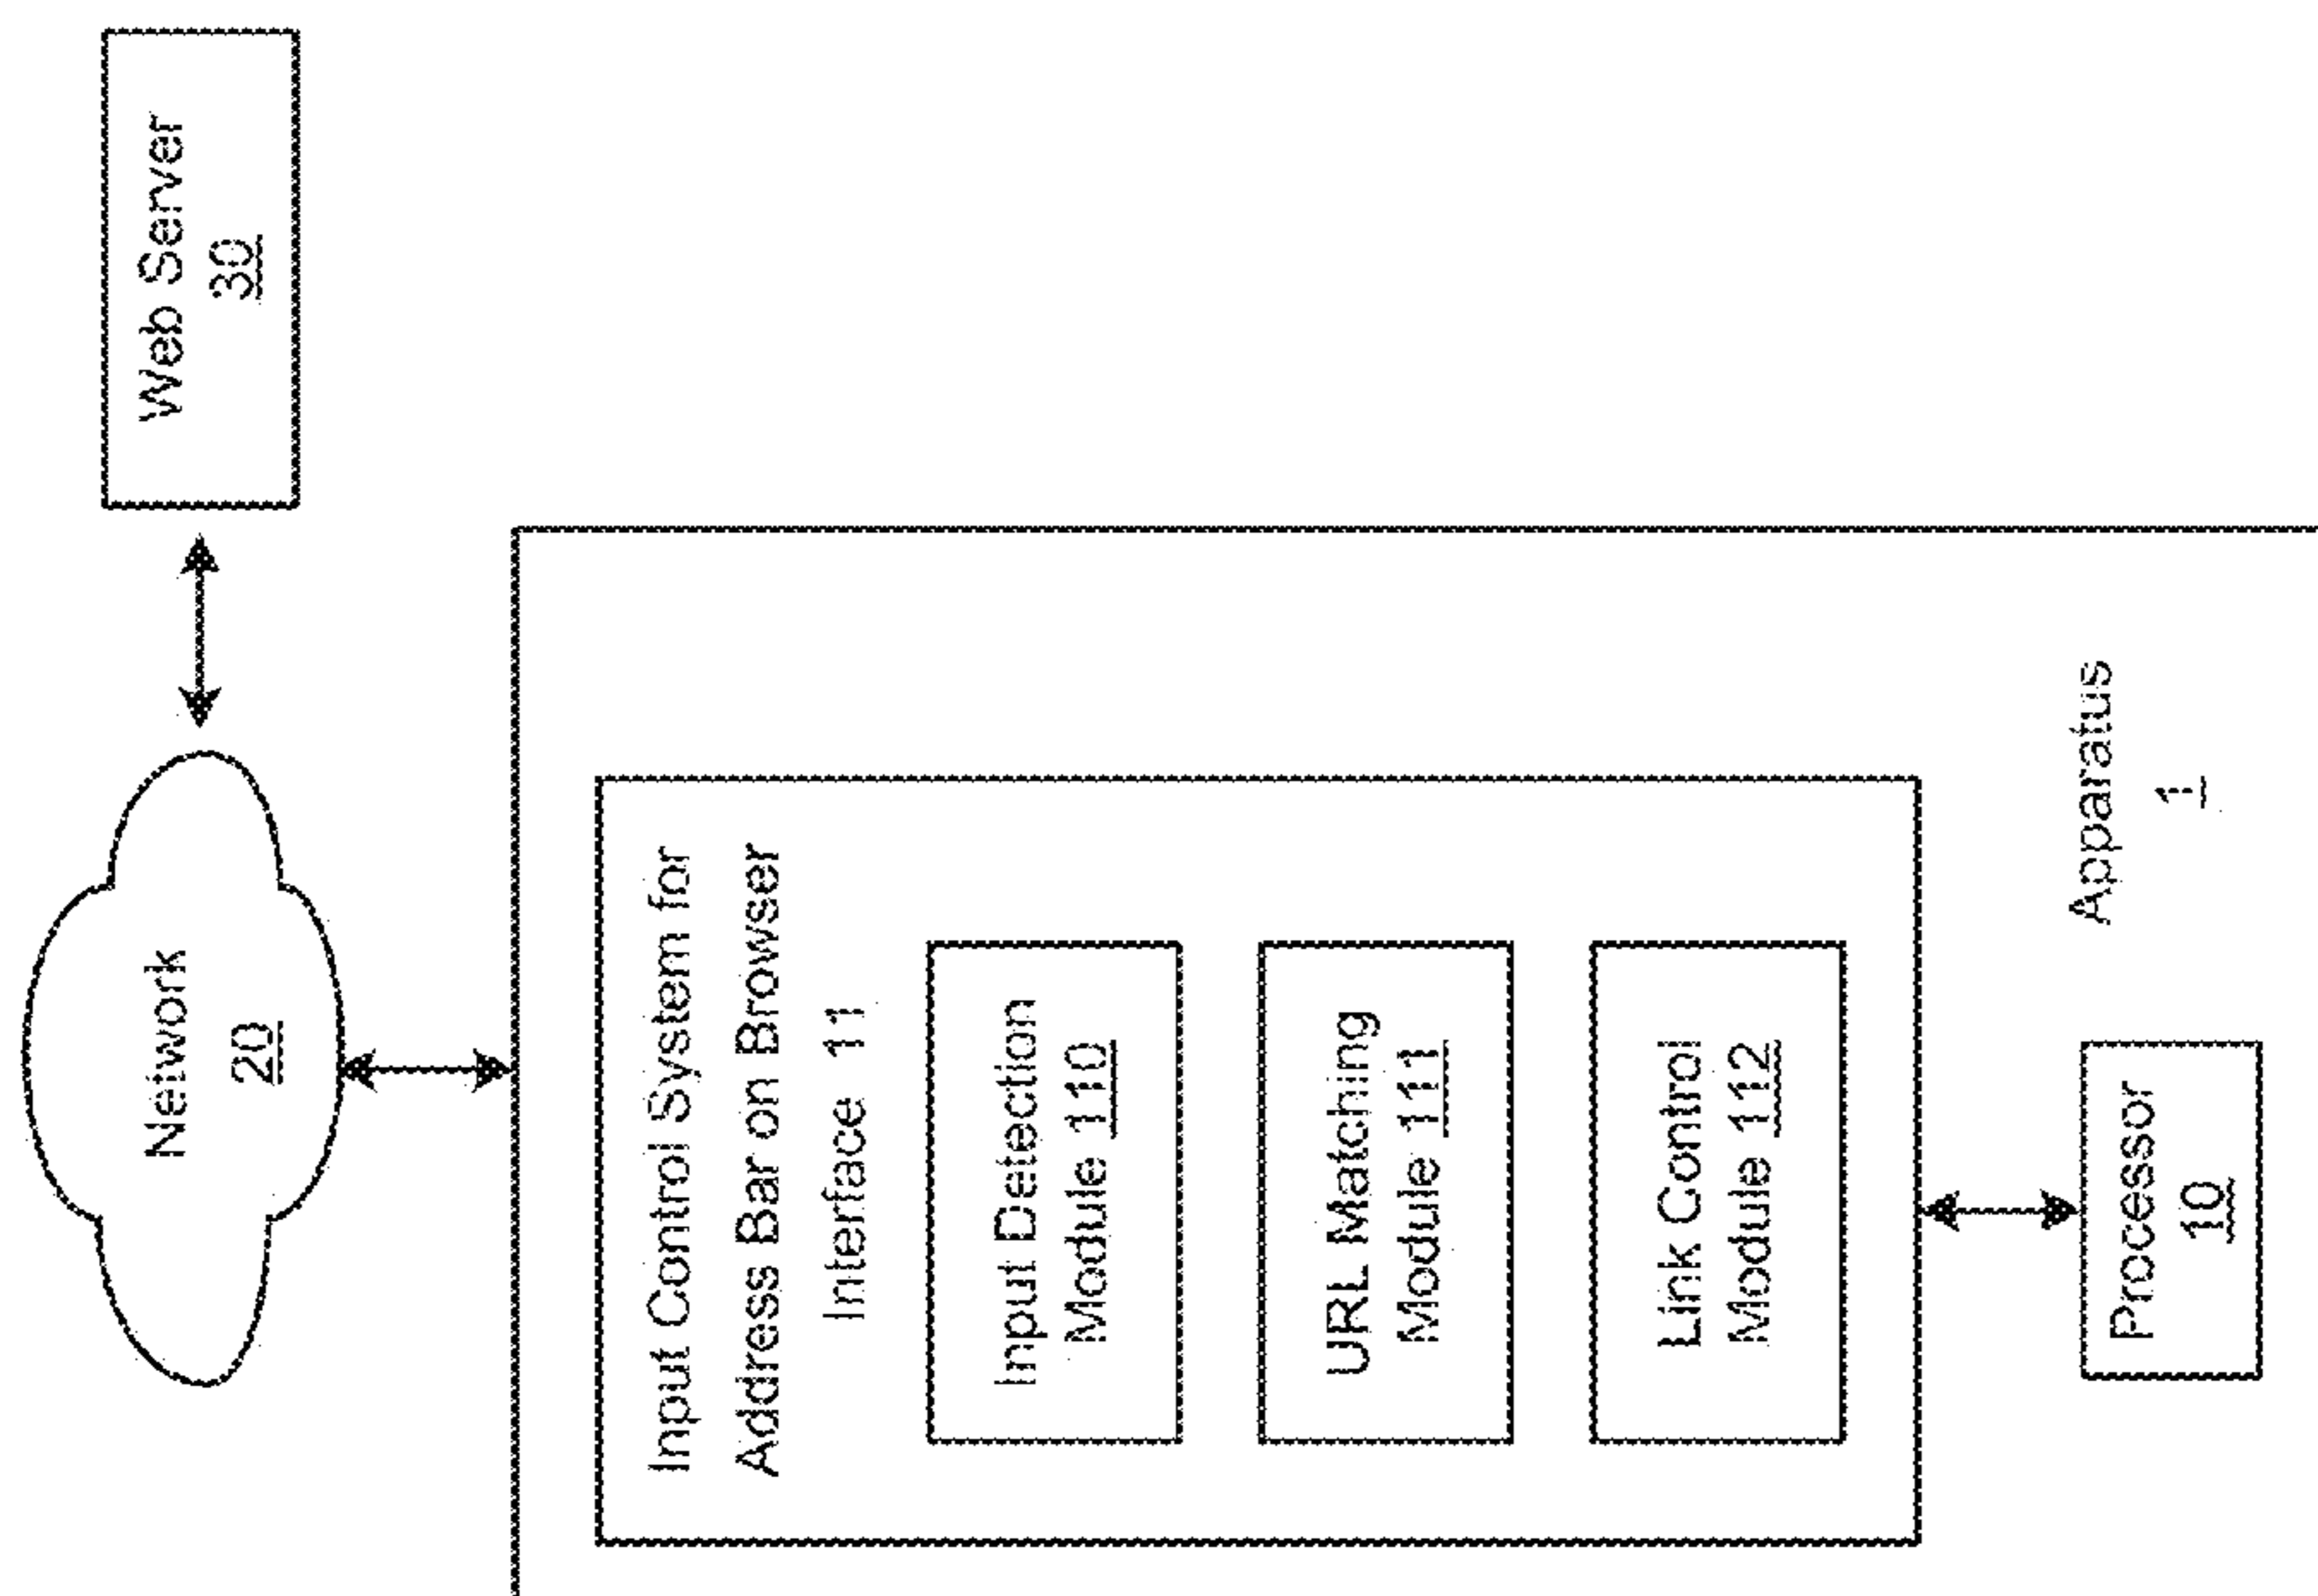 Network
20
Web Server
30
Input Control System for
Address Bar on Browser
Interface 11
Input Detection
Module 110
URL Matching
Module 111
Link Control
Module 112
Processor
10
Apparatus
1